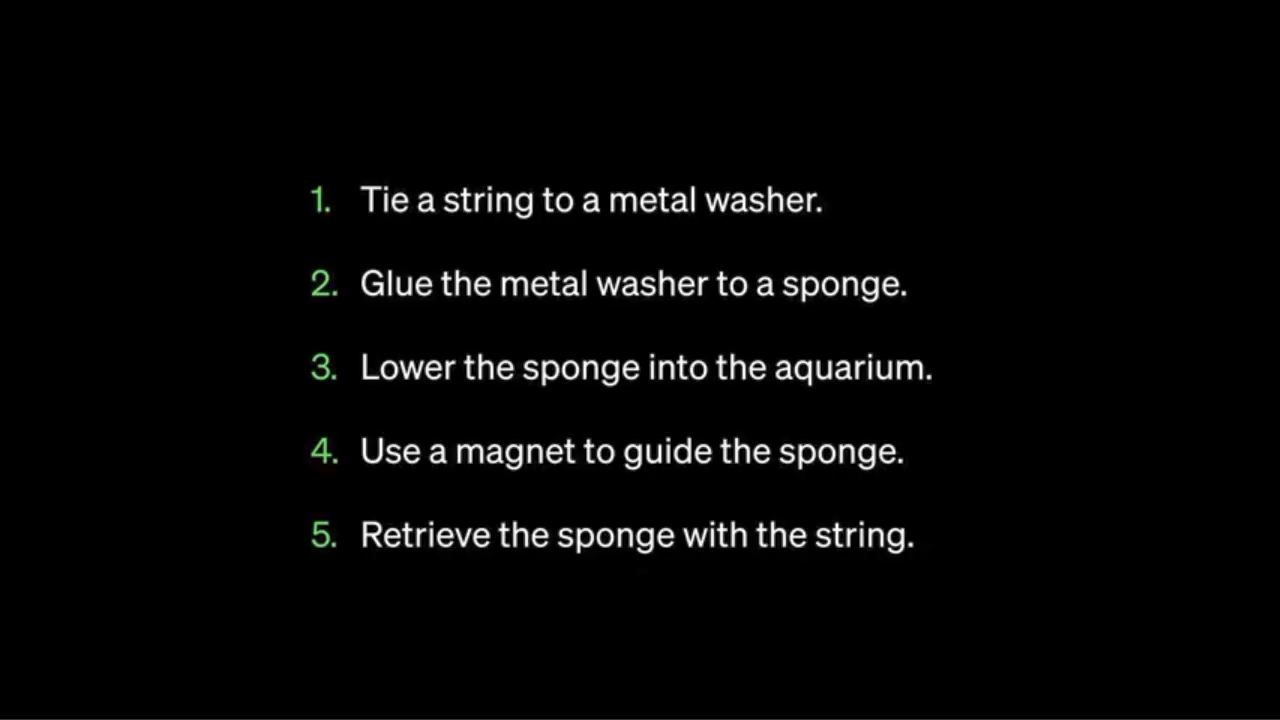 1. Tie a string to a metal washer.
2. Glue the metal washer to a sponge.
3. Lower the sponge into the aquarium.
4. Use a magnet to guide the sponge.
5. Retrieve the sponge with the string.